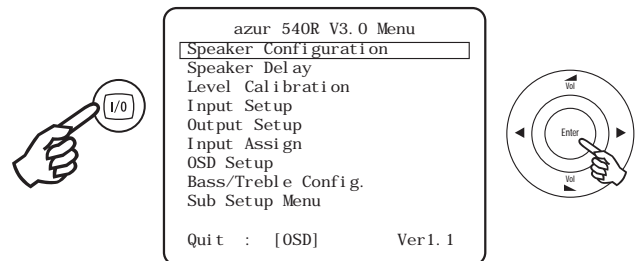 azur 540R V3.0 Menu
Speaker Configuration
Speaker Delay
Level Calibration
Input Setup
Output Setup
Input Assign
OSD Setup
Bass/Treble Config.
Sub Setup Menu
Quit : [OSD] Ver1.1
I/0
Vol
Enter
Vol